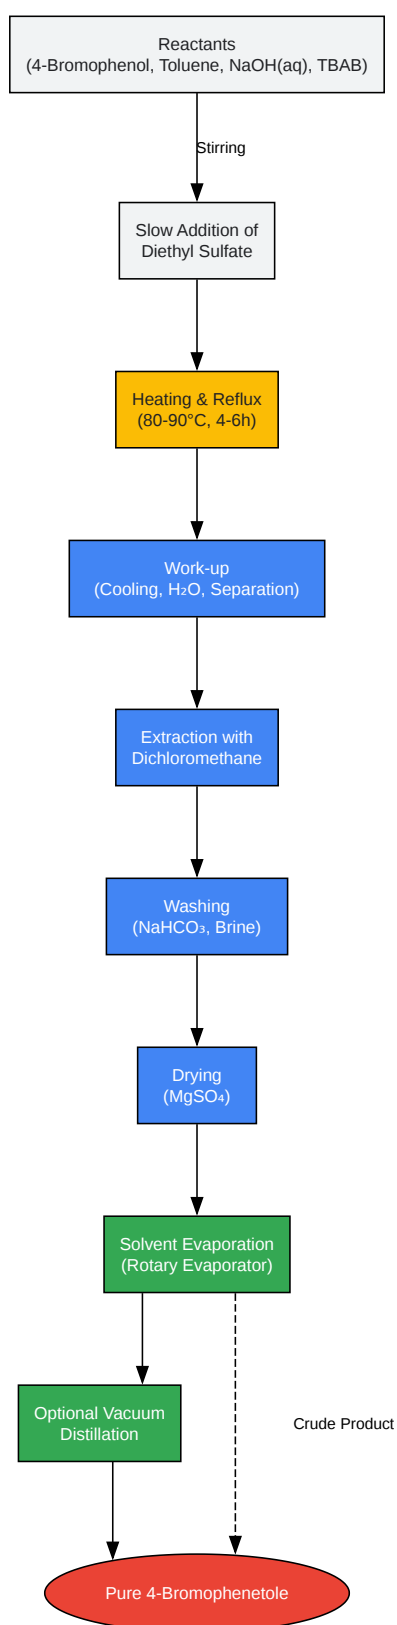 Reactants
(4-Bromophenol, Toluene, NaOH(aq), TBAB)
Stirring
Slow Addition of
Diethyl Sulfate
Heating & Reflux
(80-90°C, 4-6h)
Work-up
(Cooling, H₂O, Separation)
Extraction with
Dichloromethane
Washing
(NaHCO₃, Brine)
Drying
(MgSO₄)
Solvent Evaporation
(Rotary Evaporator)
Optional Vacuum
Distillation
Crude Product
Pure 4-Bromophenetole